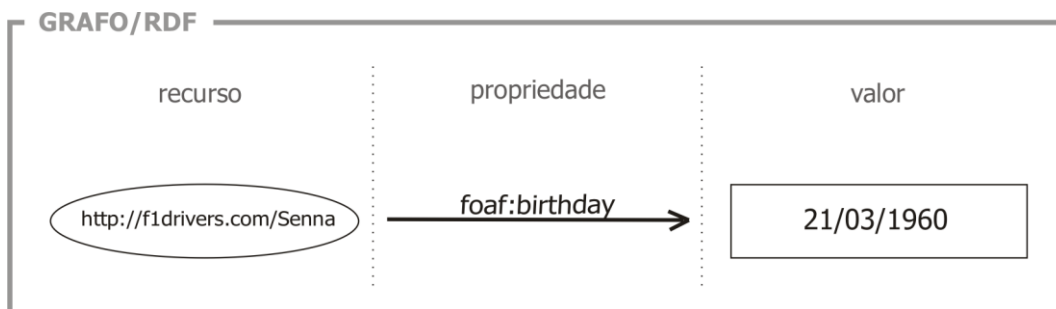 GRAFO/RDF
recurso propriedade valor
http://f1drivers.com/Senna foaf:birthday 21/03/1960